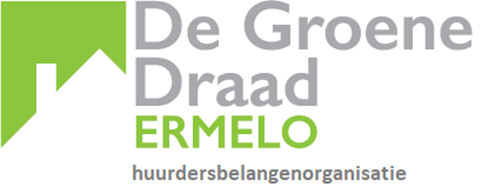 De Groene
Draad
ERMELO
huurdersbelangenorganisatie